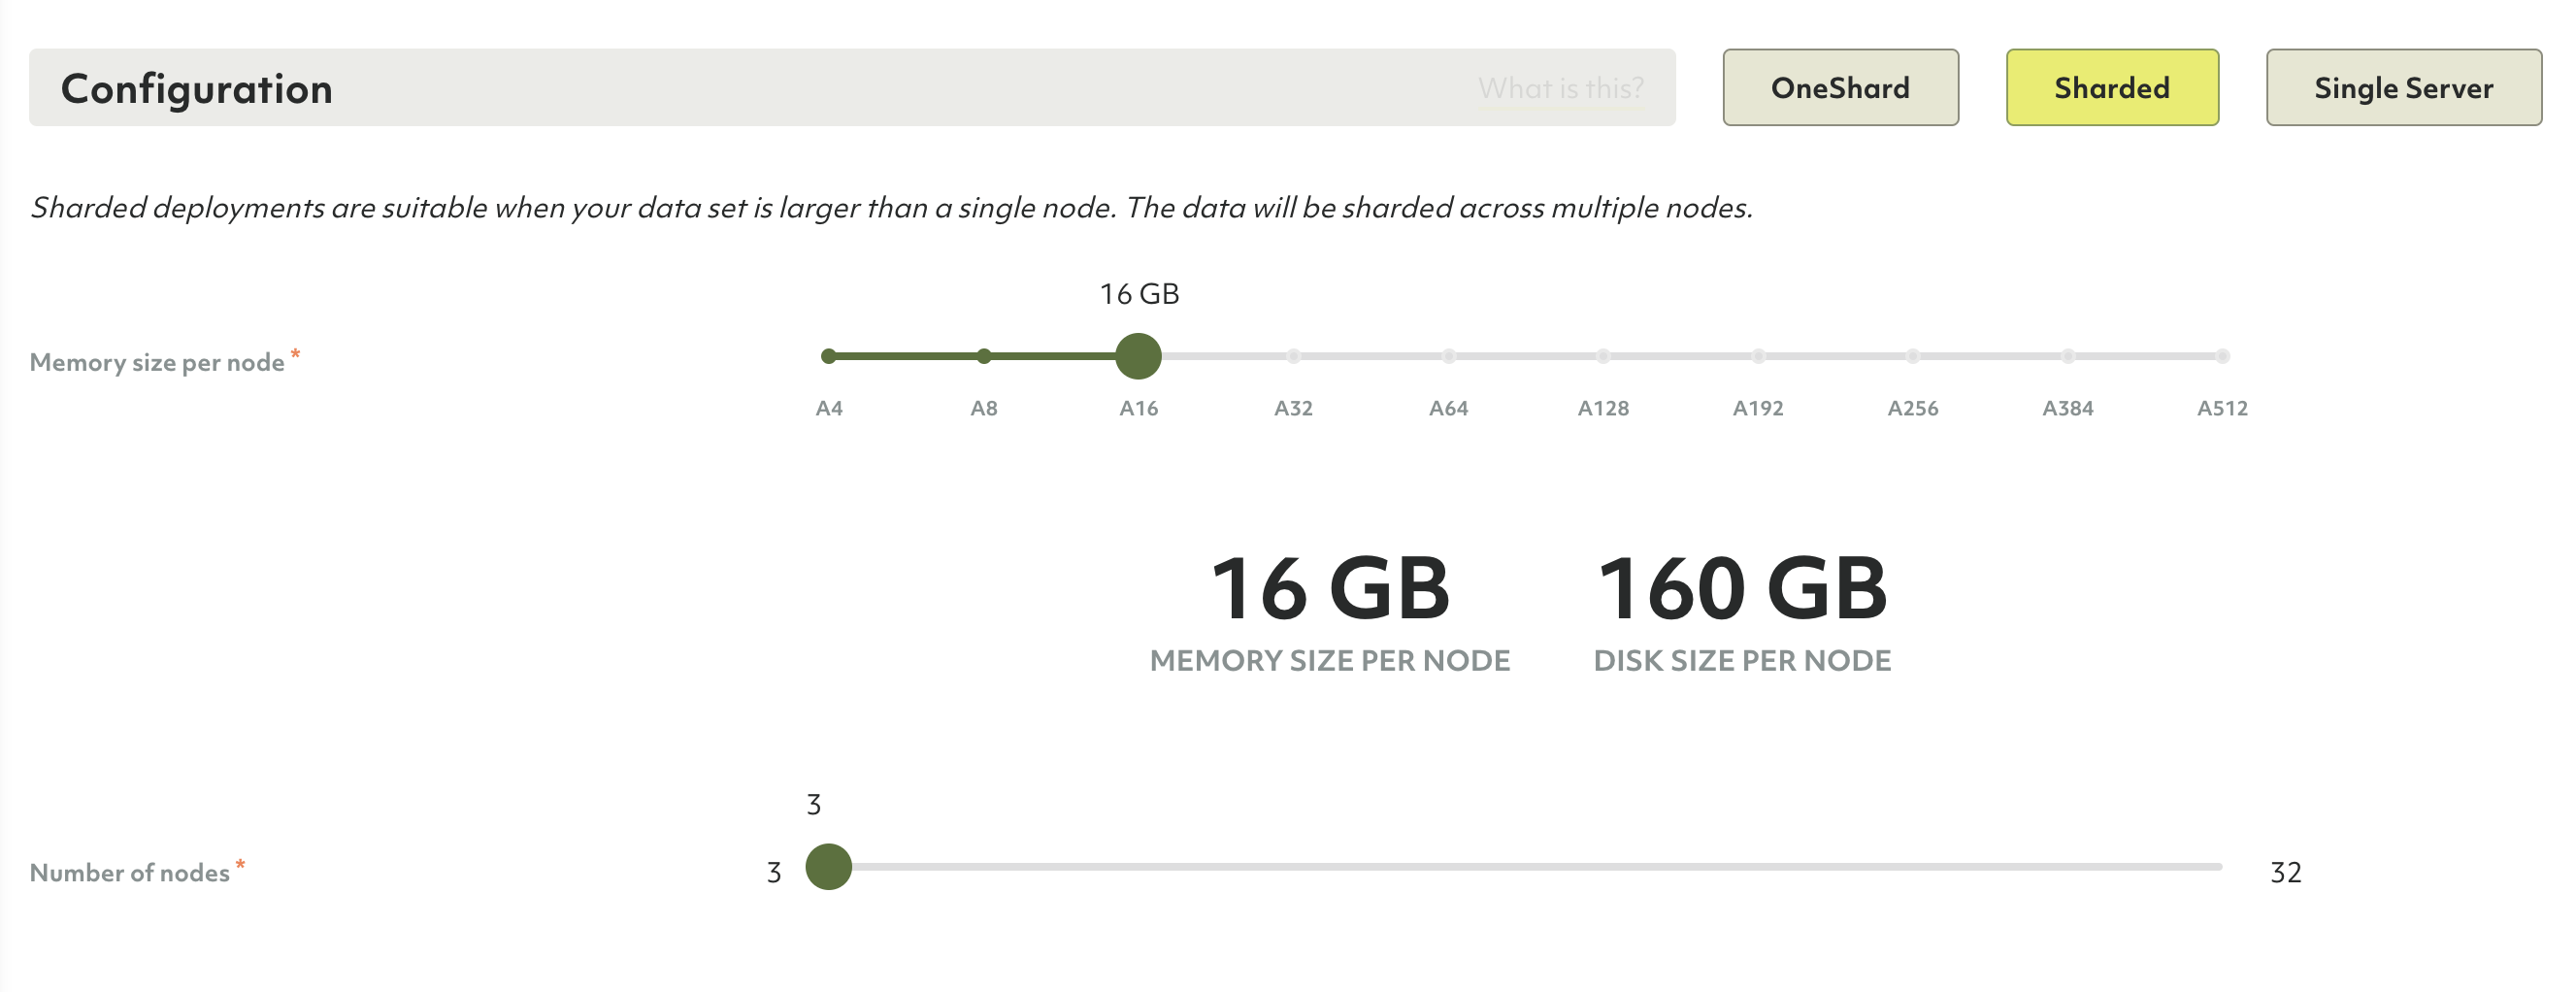 Configuration
What is this?
OneShard
Sharded
Single Server
Sharded deployments are suitable when your data set is larger than a single node. The data will be sharded across multiple nodes.
16 GB
Memory size per node *
A4 A8 A16 A32 A64 A128 A192 A256 A384 A512
16 GB 160 GB
MEMORY SIZE PER NODE DISK SIZE PER NODE
3
Number of nodes * 3 32